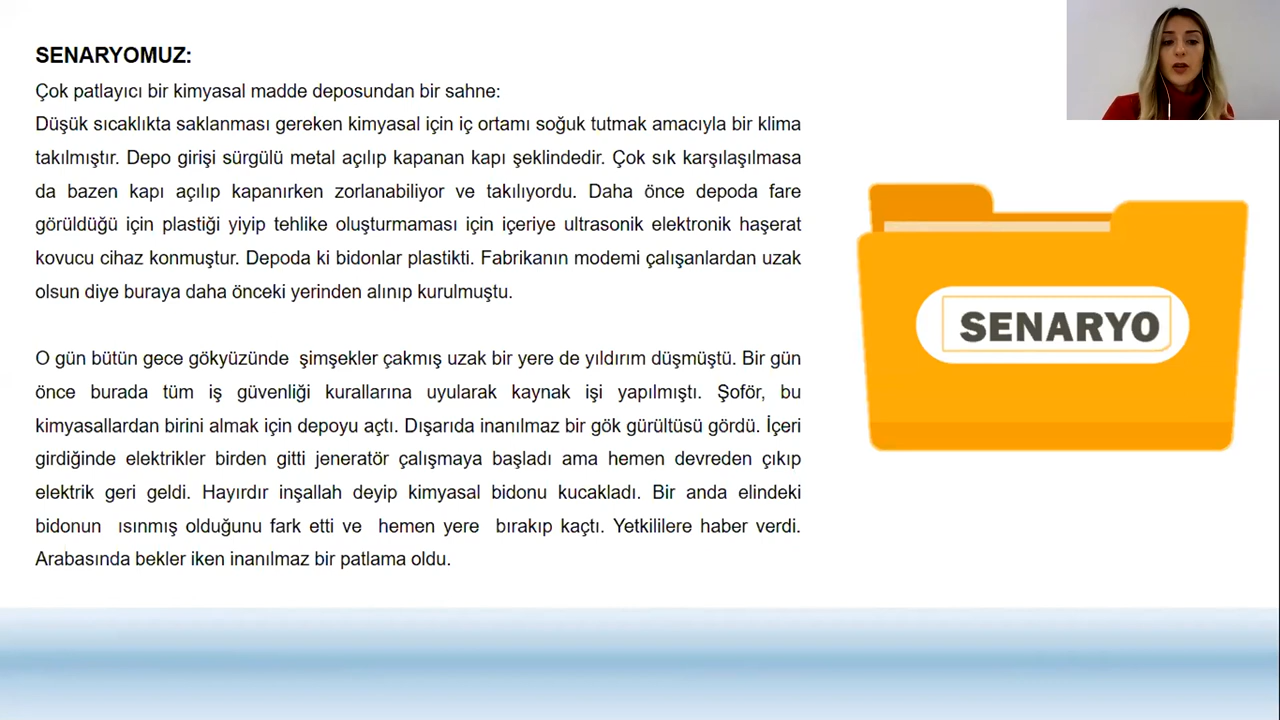 SENARYOMUZ:
Çok patlayıcı bir kimyasal madde deposundan bir sahne:
Düşük sıcaklıkta saklanması gereken kimyasal için iç ortamı soğuk tutmak amacıyla bir klima
takılmıştır. Depo girişi sürgülü metal açılıp kapanan kapı şeklindedir. Çok sık karşılaşılmasa
da bazen kapı açılıp kapanırken zorlanabiliyor ve takılıyordu. Daha önce depoda fare
görüldüğü için plastiği yiyip tehlike oluşturmaması için içeriye ultrasonik elektronik haşerat
kovucu cihaz konmuştur. Depoda ki bidonlar plastikti. Fabrikanın modemi çalışanlardan uzak
olsun diye buraya daha önceki yerinden alınıp kurulmuştu.
O gün bütün gece gökyüzünde şimşekler çakmış uzak bir yere de yıldırım düşmüştü. Bir gün
önce burada tüm iş güvenliği kurallarına uyularak kaynak işi yapılmıştı. Şoför, bu
kimyasallardan birini almak için depoyu açtı. Dışarıda inanılmaz bir gök gürültüsü gördü. İçeri
girdiğinde elektrikler birden gitti jeneratör çalışmaya başladı ama hemen devreden çıkıp
elektrik geri geldi. Hayırdır inşallah deyip kimyasal bidonu kucakladı. Bir anda elindeki
bidonun ısınmış olduğunu fark etti ve hemen yere bırakıp kaçtı. Yetkililere haber verdi.
Arabasında bekler iken inanılmaz bir patlama oldu.
SENARYO